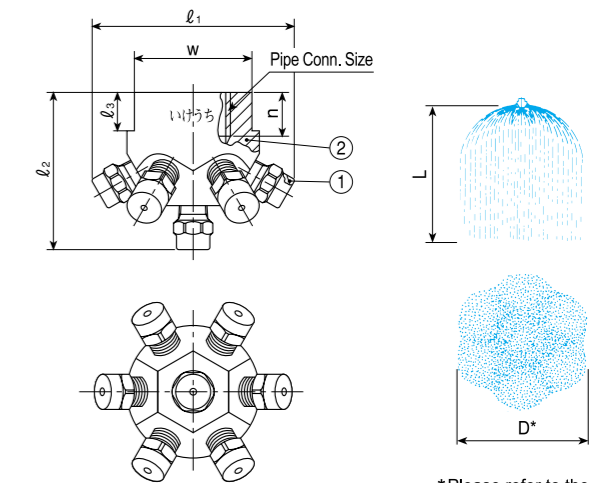 ℓ1
w
Pipe Conn. Size
ℓ3
いけうち
n
ℓ2
2
1
L
D*
*Please refer to the